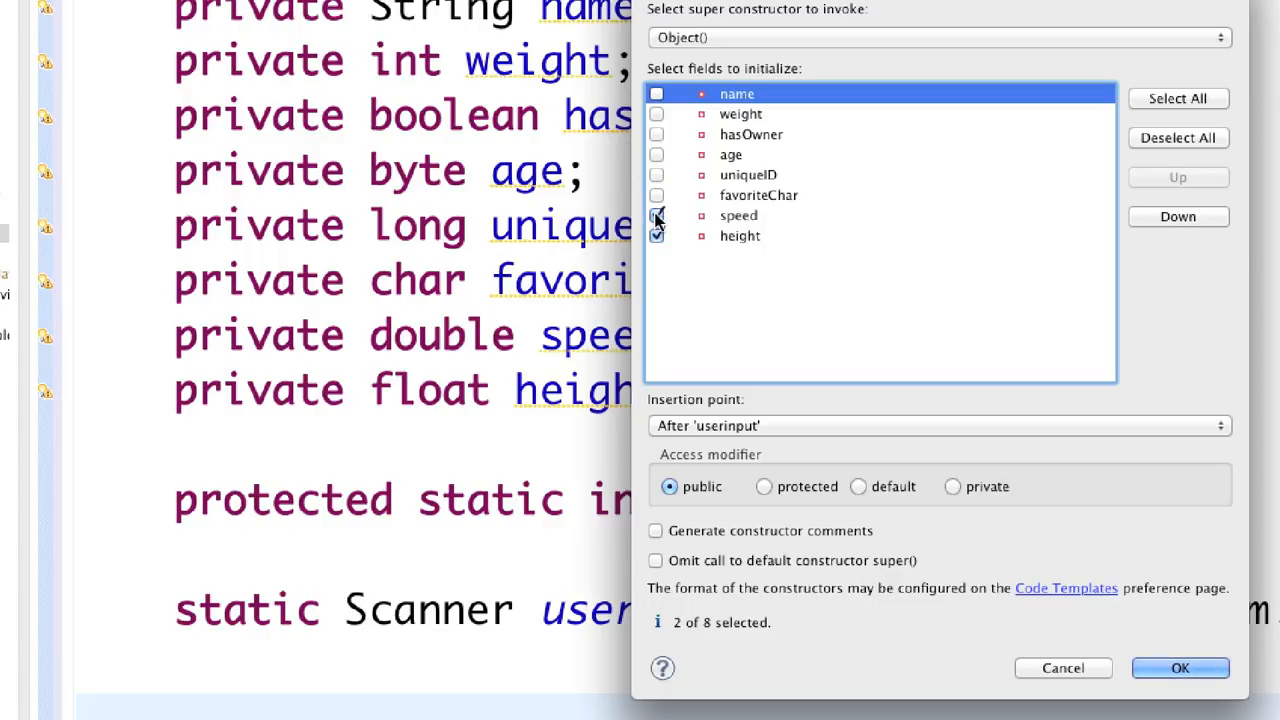 private String name
private int weight;
private boolean has
private byte age;
private long unique
private char favori
private double spee
private float heigh
protected static in
static Scanner user
Select super constructor to invoke:
Object()
Select fields to initialize:
name
weight
hasOwner
age
uniqueID
favoriteChar
speed
height
Select All
Deselect All
Up
Down
Insertion point:
After 'userinput'
Access modifier
public protected default private
Generate constructor comments
Omit call to default constructor super()
The format of the constructors may be configured on the Code Templates preference page.
2 of 8 selected.
Cancel OK